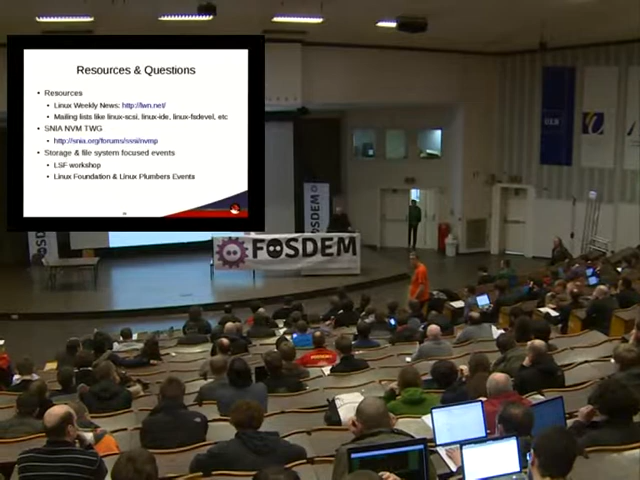 Resources & Questions
• Resources
• Linux Weekly News: http://lwn.net/
• Mailing lists like linux-scsi, linux-ide, linux-fsdevel, etc
• SNIA NVM TWG
• http://snia.org/forums/sssi/nvmp
• Storage & file system focused events
• LSF workshop
• Linux Foundation & Linux Plumbers Events
FOSDEM
FOSDEM